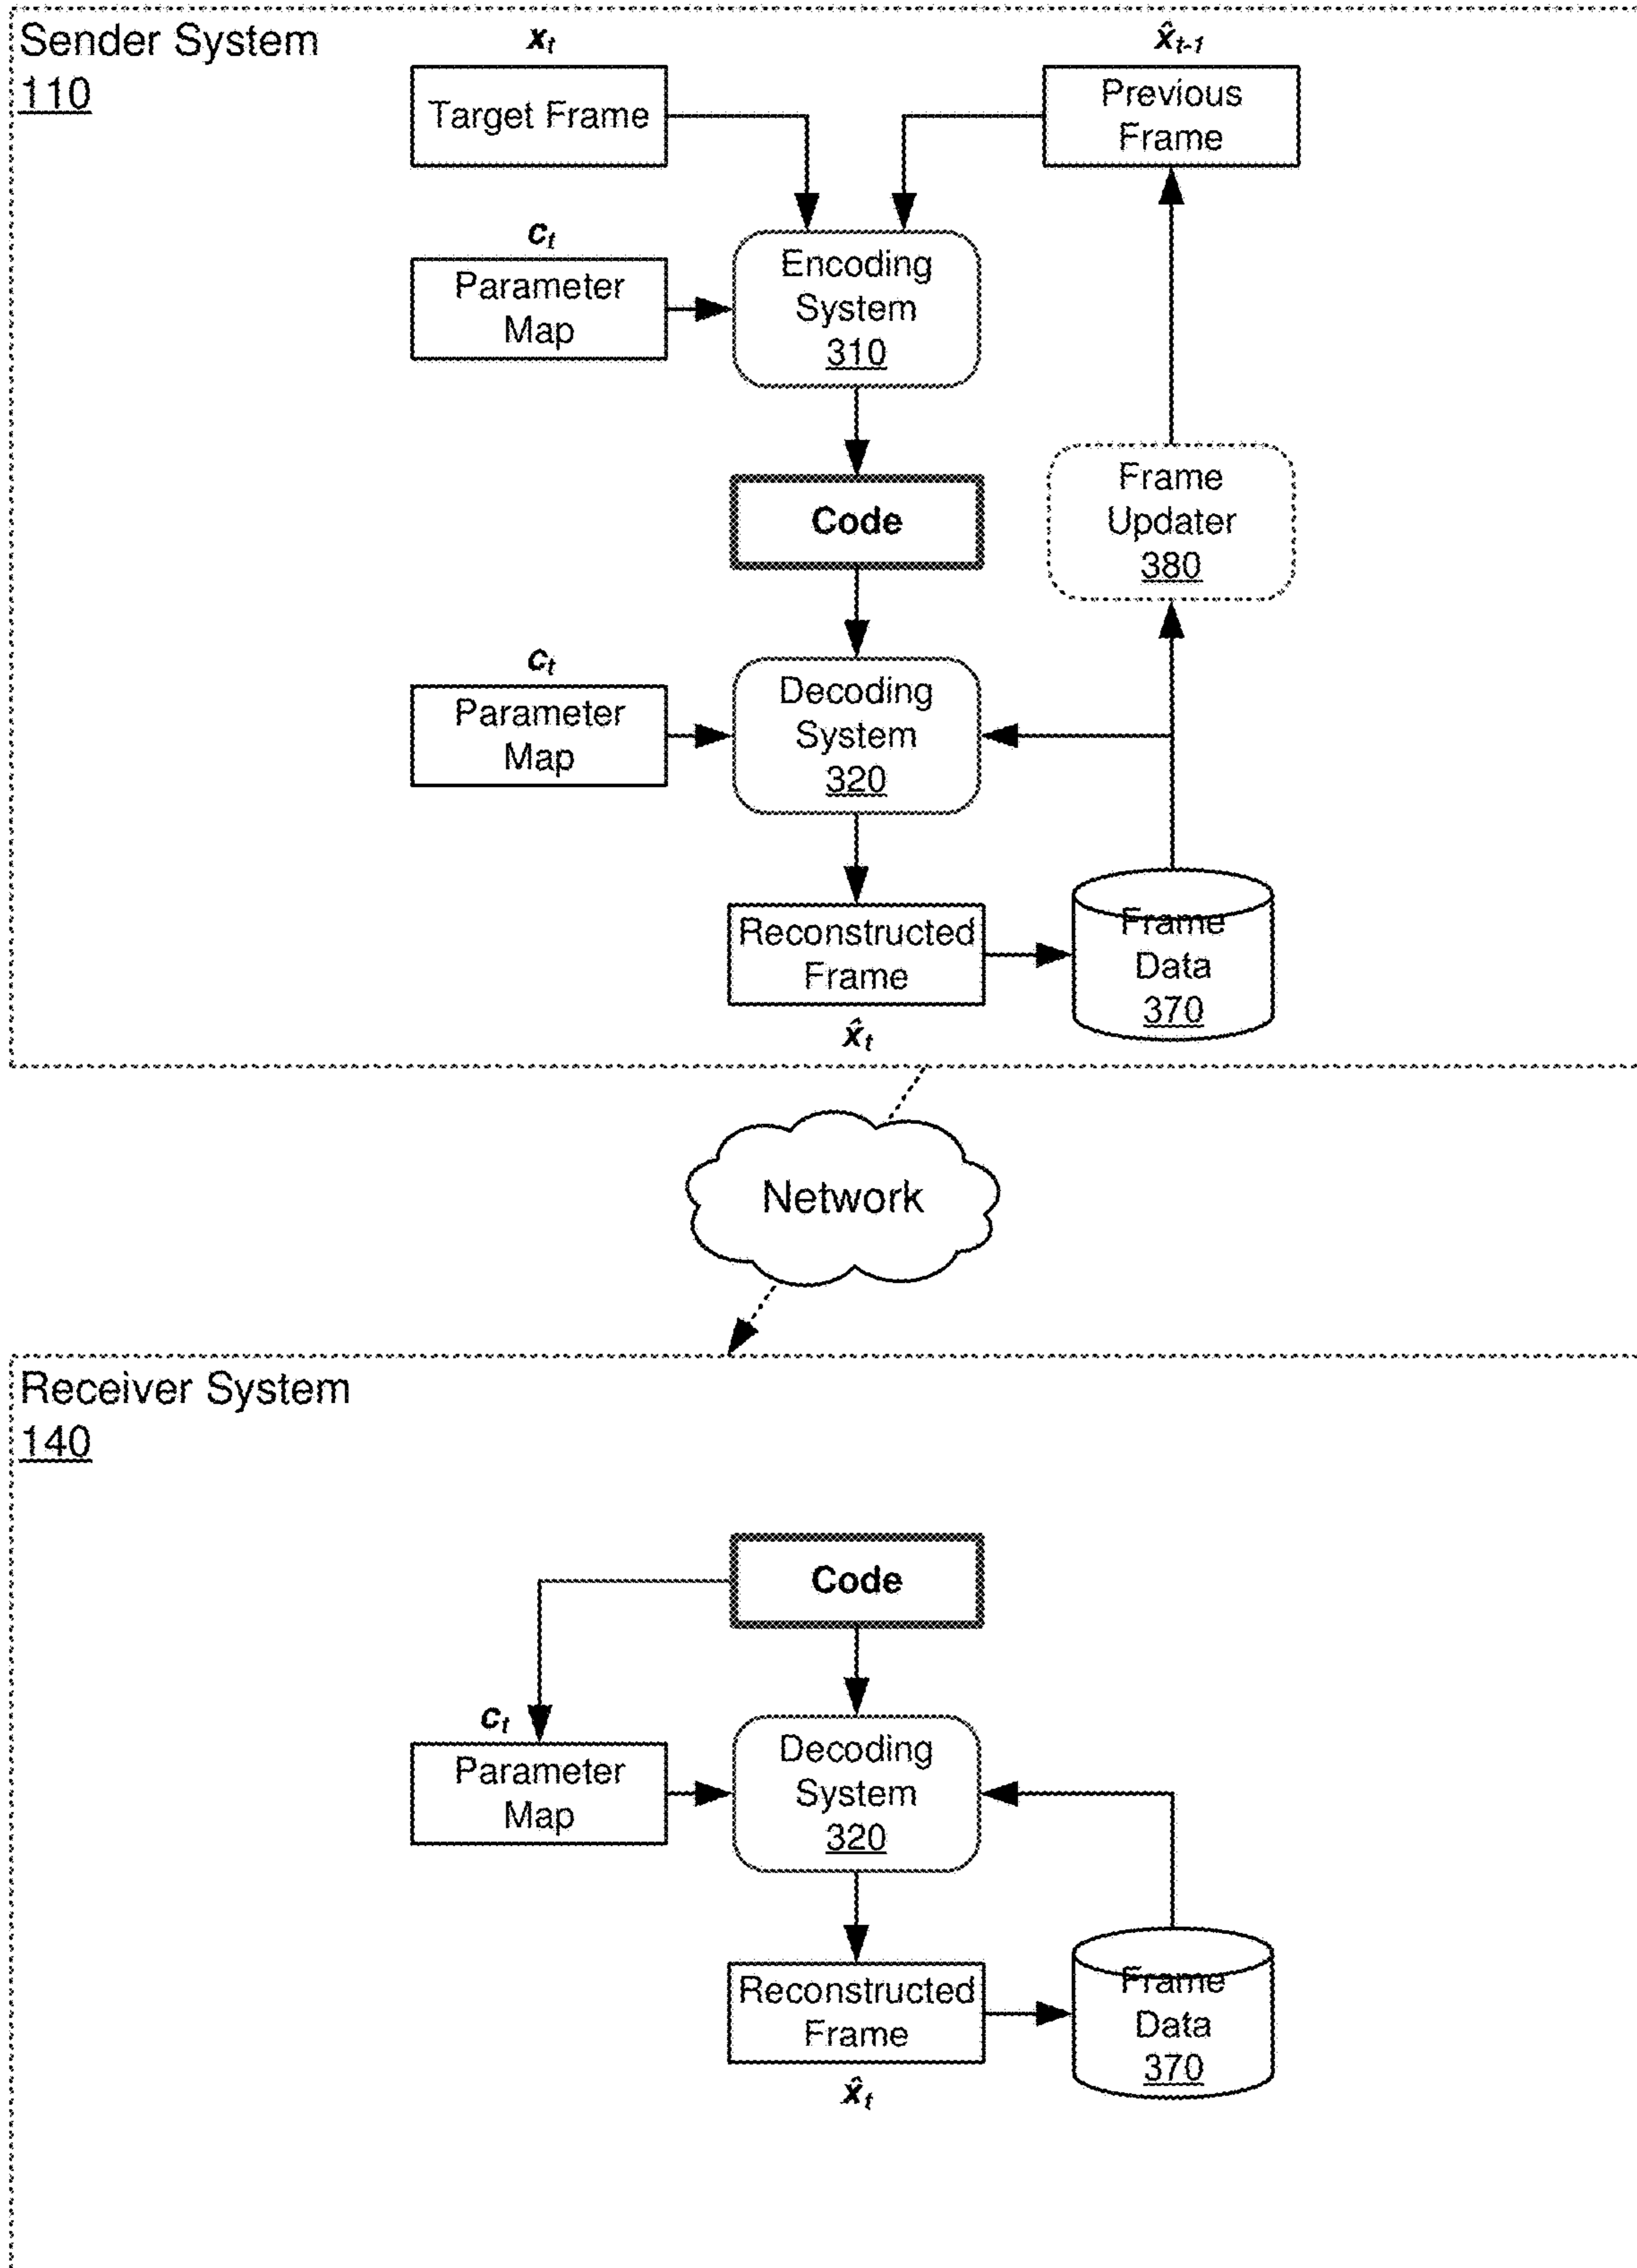 Sender System
110
xₜ
x̂ₜ₋₁
Target Frame
Previous
Frame
cₜ
Parameter
Map
Encoding
System
310
Code
Frame
Updater
380
cₜ
Parameter
Map
Decoding
System
320
Reconstructed
Frame
x̂ₜ
Frame
Data
370
Network
Receiver System
140
Code
cₜ
Parameter
Map
Decoding
System
320
Reconstructed
Frame
x̂ₜ
Frame
Data
370